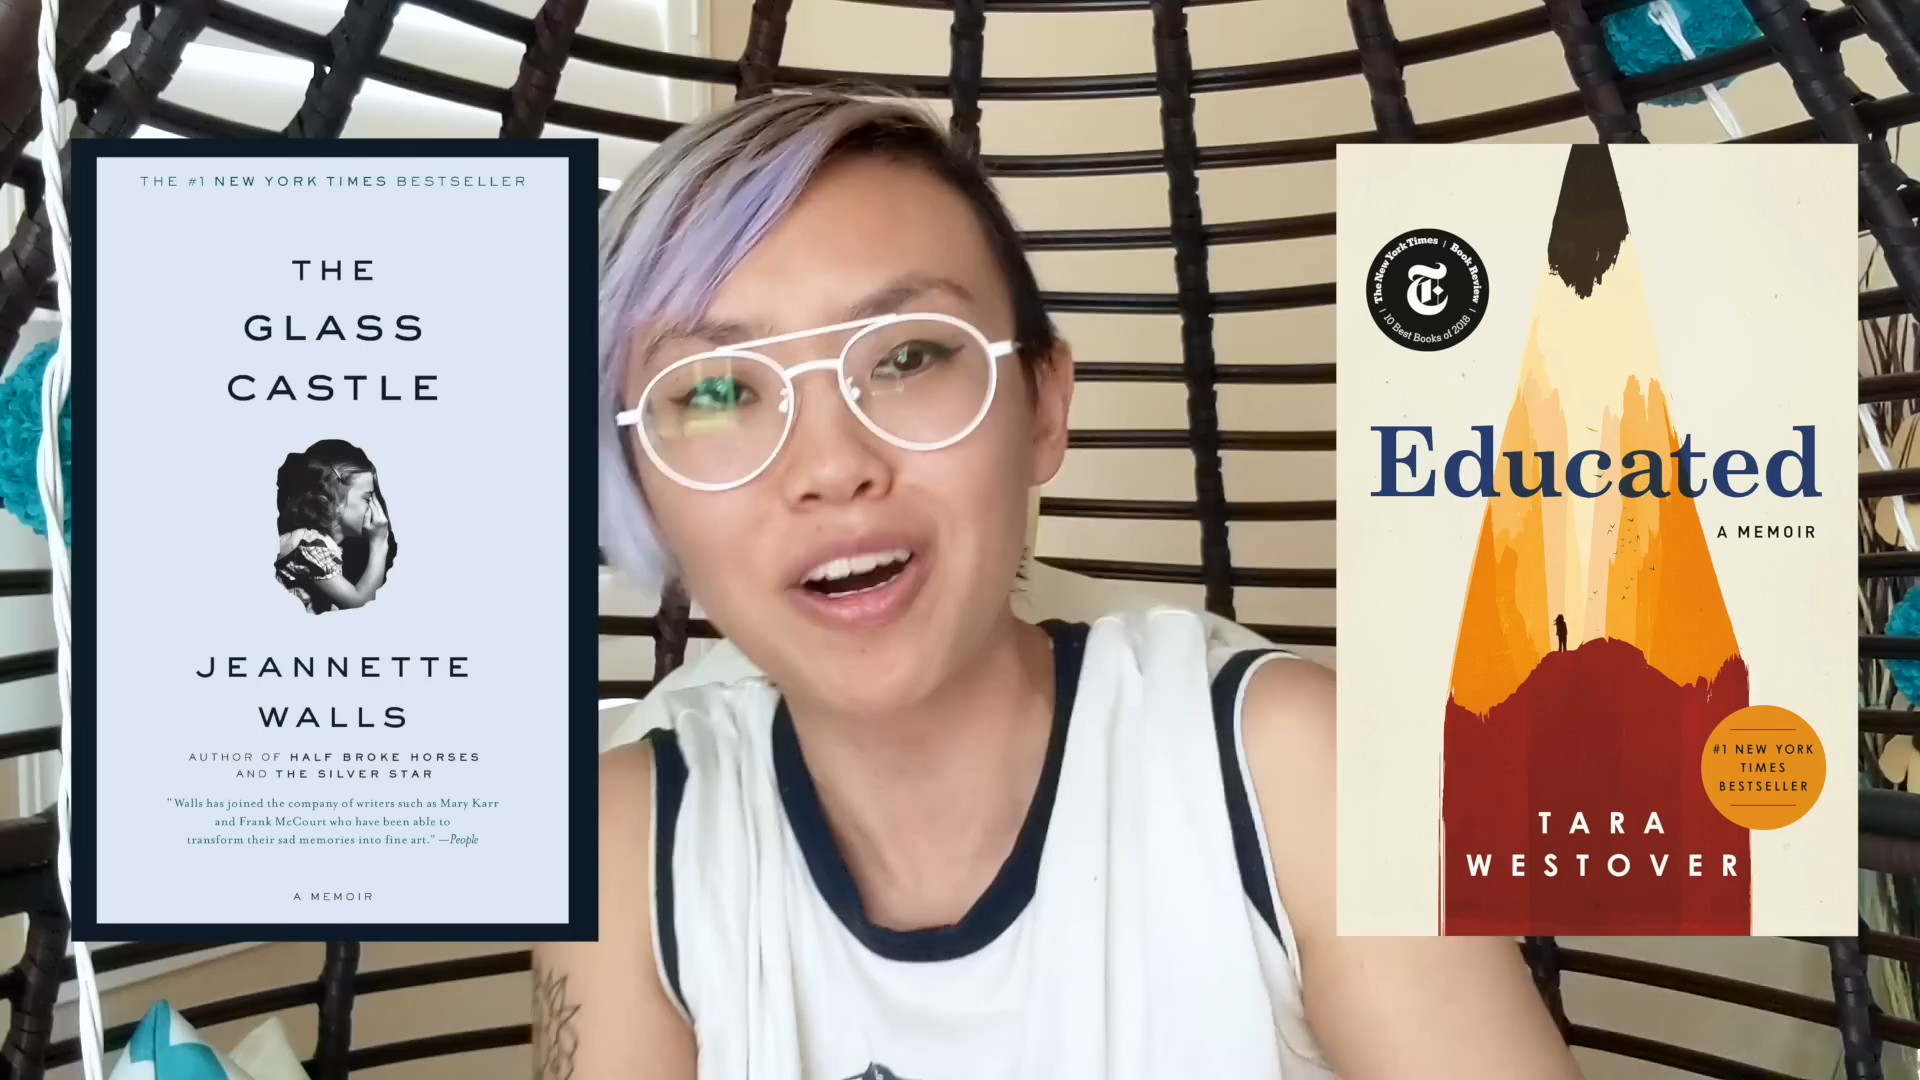 THE #1 NEW YORK TIMES BESTSELLER
THE
GLASS
CASTLE
JEANNETTE
WALLS
AUTHOR OF HALF BROKE HORSES
AND THE SILVER STAR
"Walls has joined the company of writers such as Mary Karr
and Frank McCourt who have been able to
transform their sad memories into fine art." —People
A MEMOIR
The New York Times | Book Review
| 10 Best Books of 2018 |
Educated
A MEMOIR
#1 NEW YORK
TIMES
BESTSELLER
TARA
WESTOVER